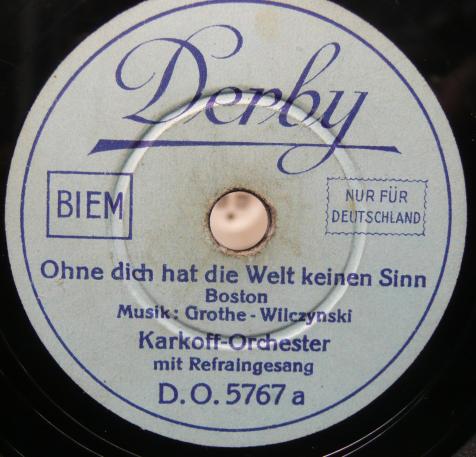 Derby
BIEM
NUR FÜR
DEUTSCHLAND
Ohne dich hat die Welt keinen Sinn
Boston
Musik: Grothe - Wilczynski
Karkoff-Orchester
mit Refraingesang
D.O. 5767 a